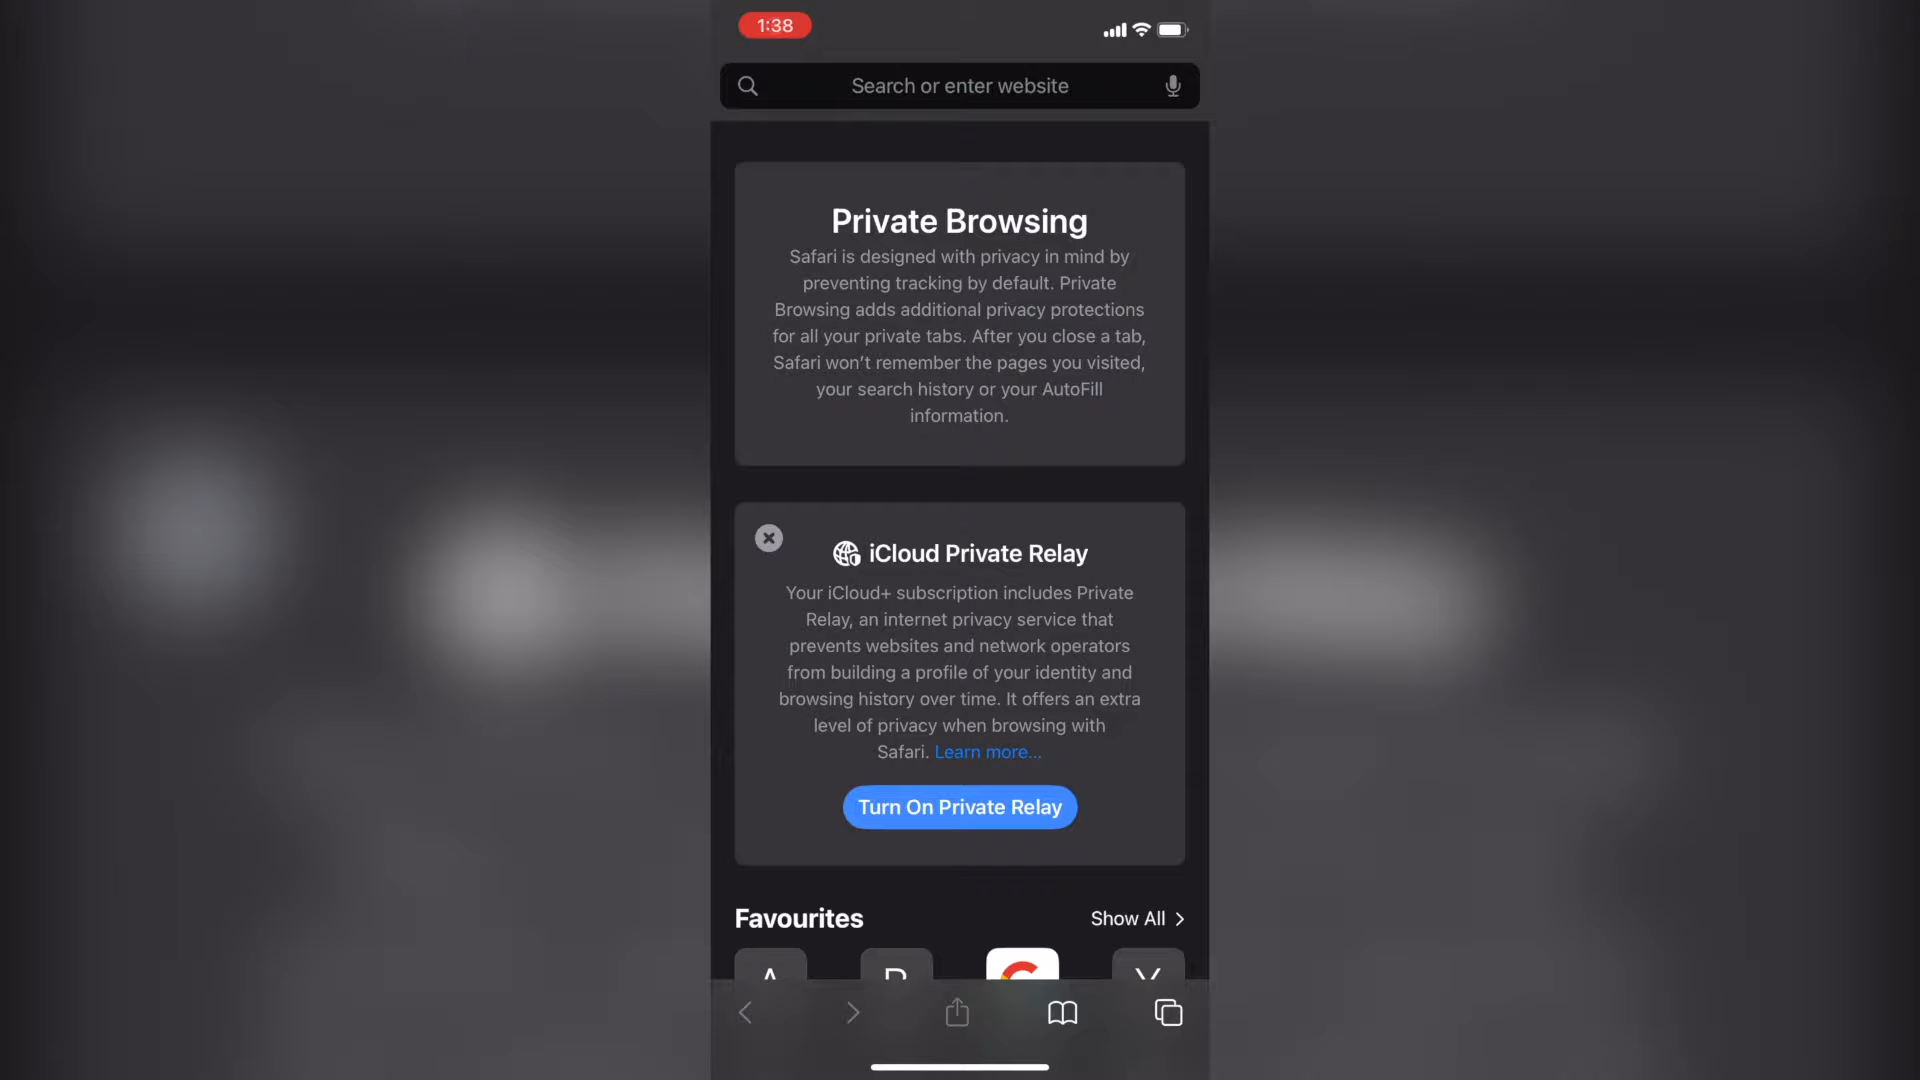 1:38
Search or enter website
Private Browsing
Safari is designed with privacy in mind by
preventing tracking by default. Private
Browsing adds additional privacy protections
for all your private tabs. After you close a tab,
Safari won’t remember the pages you visited,
your search history or your AutoFill
information.
iCloud Private Relay
Your iCloud+ subscription includes Private
Relay, an internet privacy service that
prevents websites and network operators
from building a profile of your identity and
browsing history over time. It offers an extra
level of privacy when browsing with
Safari. Learn more...
Turn On Private Relay
Favourites Show All